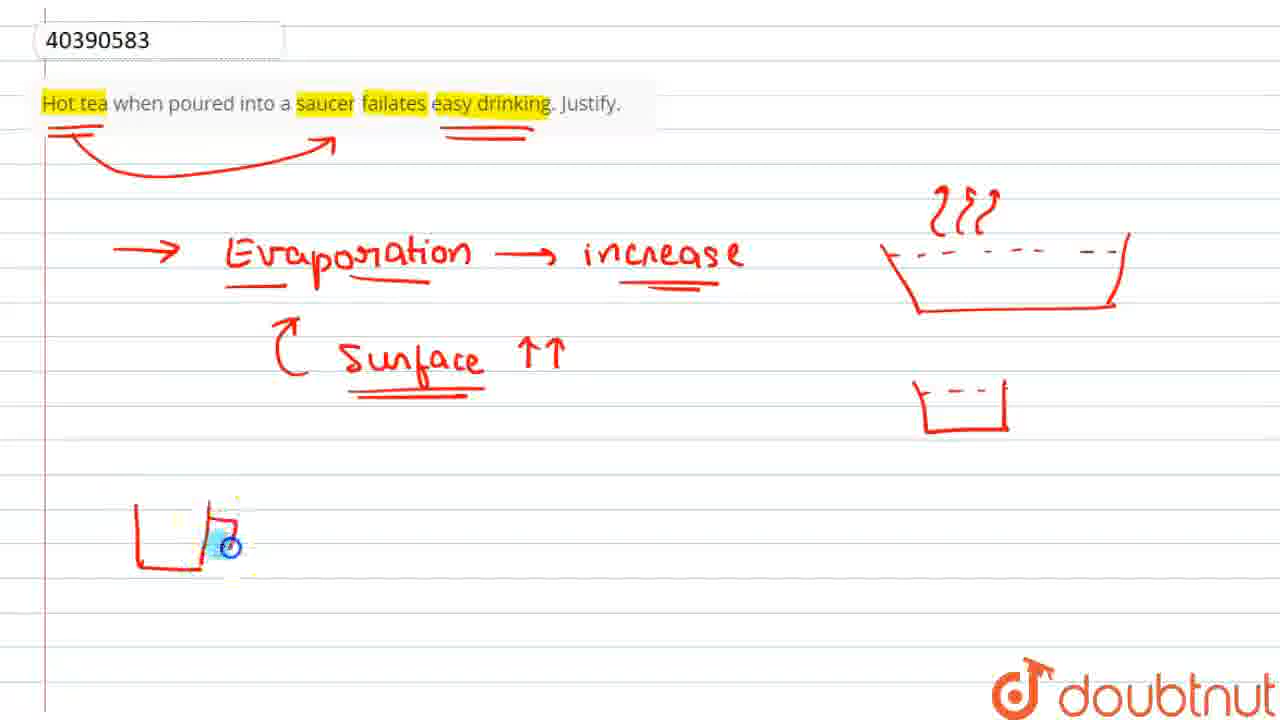 40390583
Hot tea when poured into a saucer failates easy drinking. Justify.
→ Evaporation → increase
Surface ↑↑
doubtnut